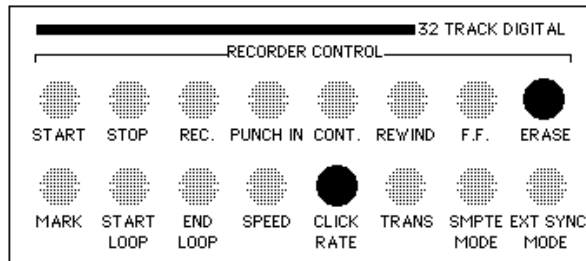 32 TRACK DIGITAL
RECORDER CONTROL
START STOP REC. PUNCH IN CONT. REWIND F.F. ERASE
MARK START LOOP END LOOP SPEED CLICK RATE TRANS SMPTE MODE EXT SYNC MODE